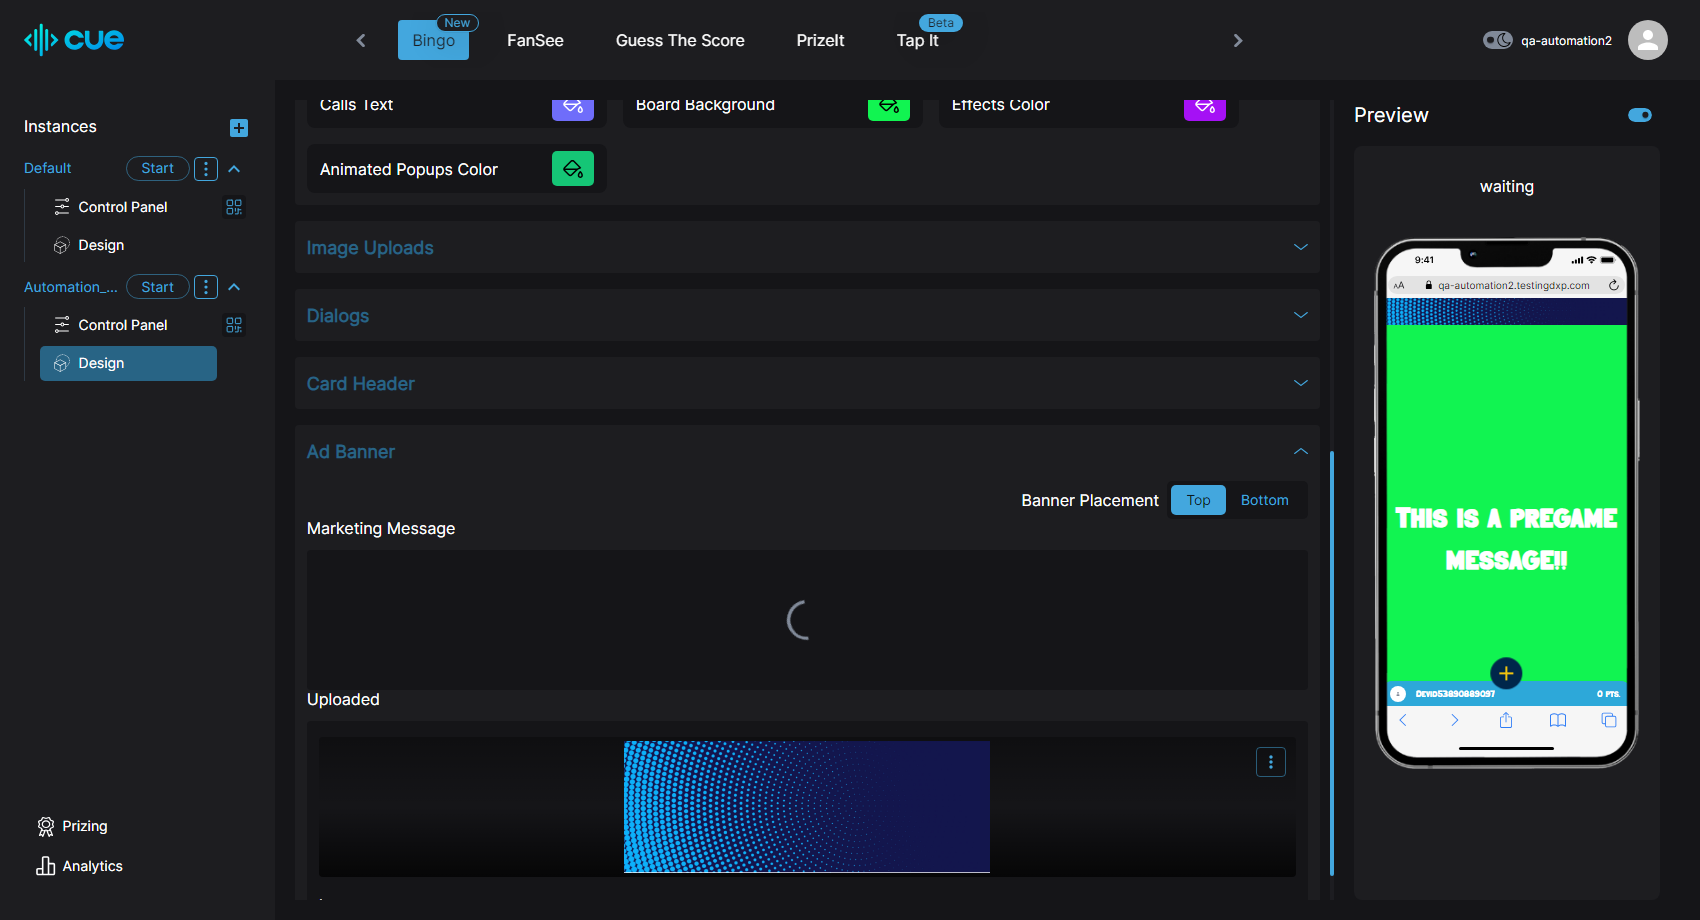 cue
Bingo
New
FanSee
Guess The Score
PrizeIt
Tap It
Beta
qa-automation2
Instances
Default
Start
Control Panel
Design
Automation_...
Start
Control Panel
Design
Prizing
Analytics
Calls Text
Board Background
Effects Color
Animated Popups Color
Image Uploads
Dialogs
Card Header
Ad Banner
Banner Placement
Top
Bottom
Marketing Message
Uploaded
Preview
waiting
9:41
AA
qa-automation2.testingdxp.com
THIS IS A PREGAME
MESSAGE!!
0 PTS.